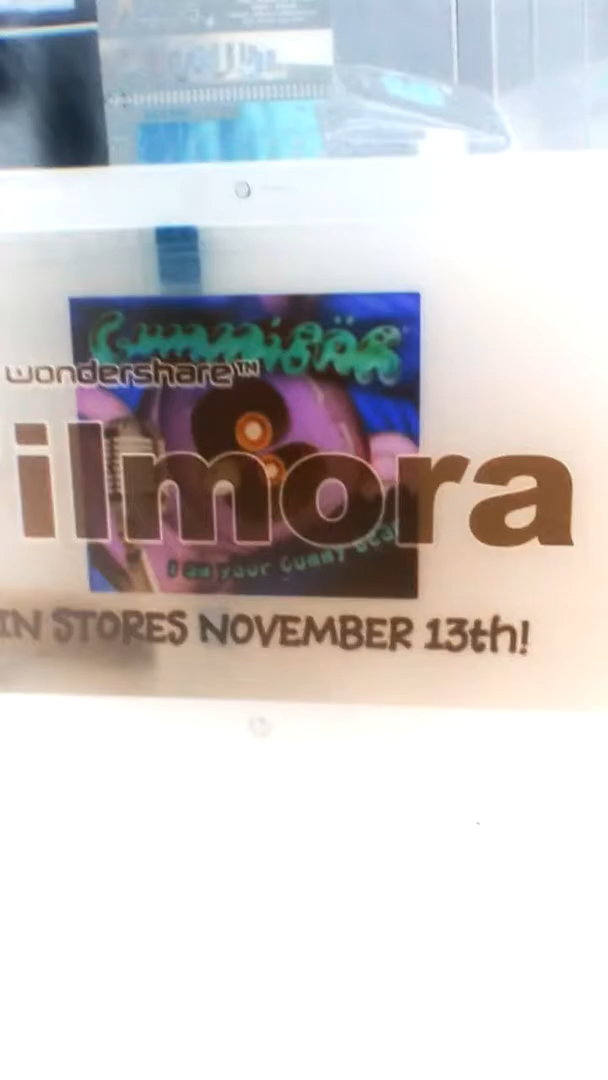 Gummibär
wondershare™
ilmora
I am your Gummy Bear
IN STORES NOVEMBER 13th!